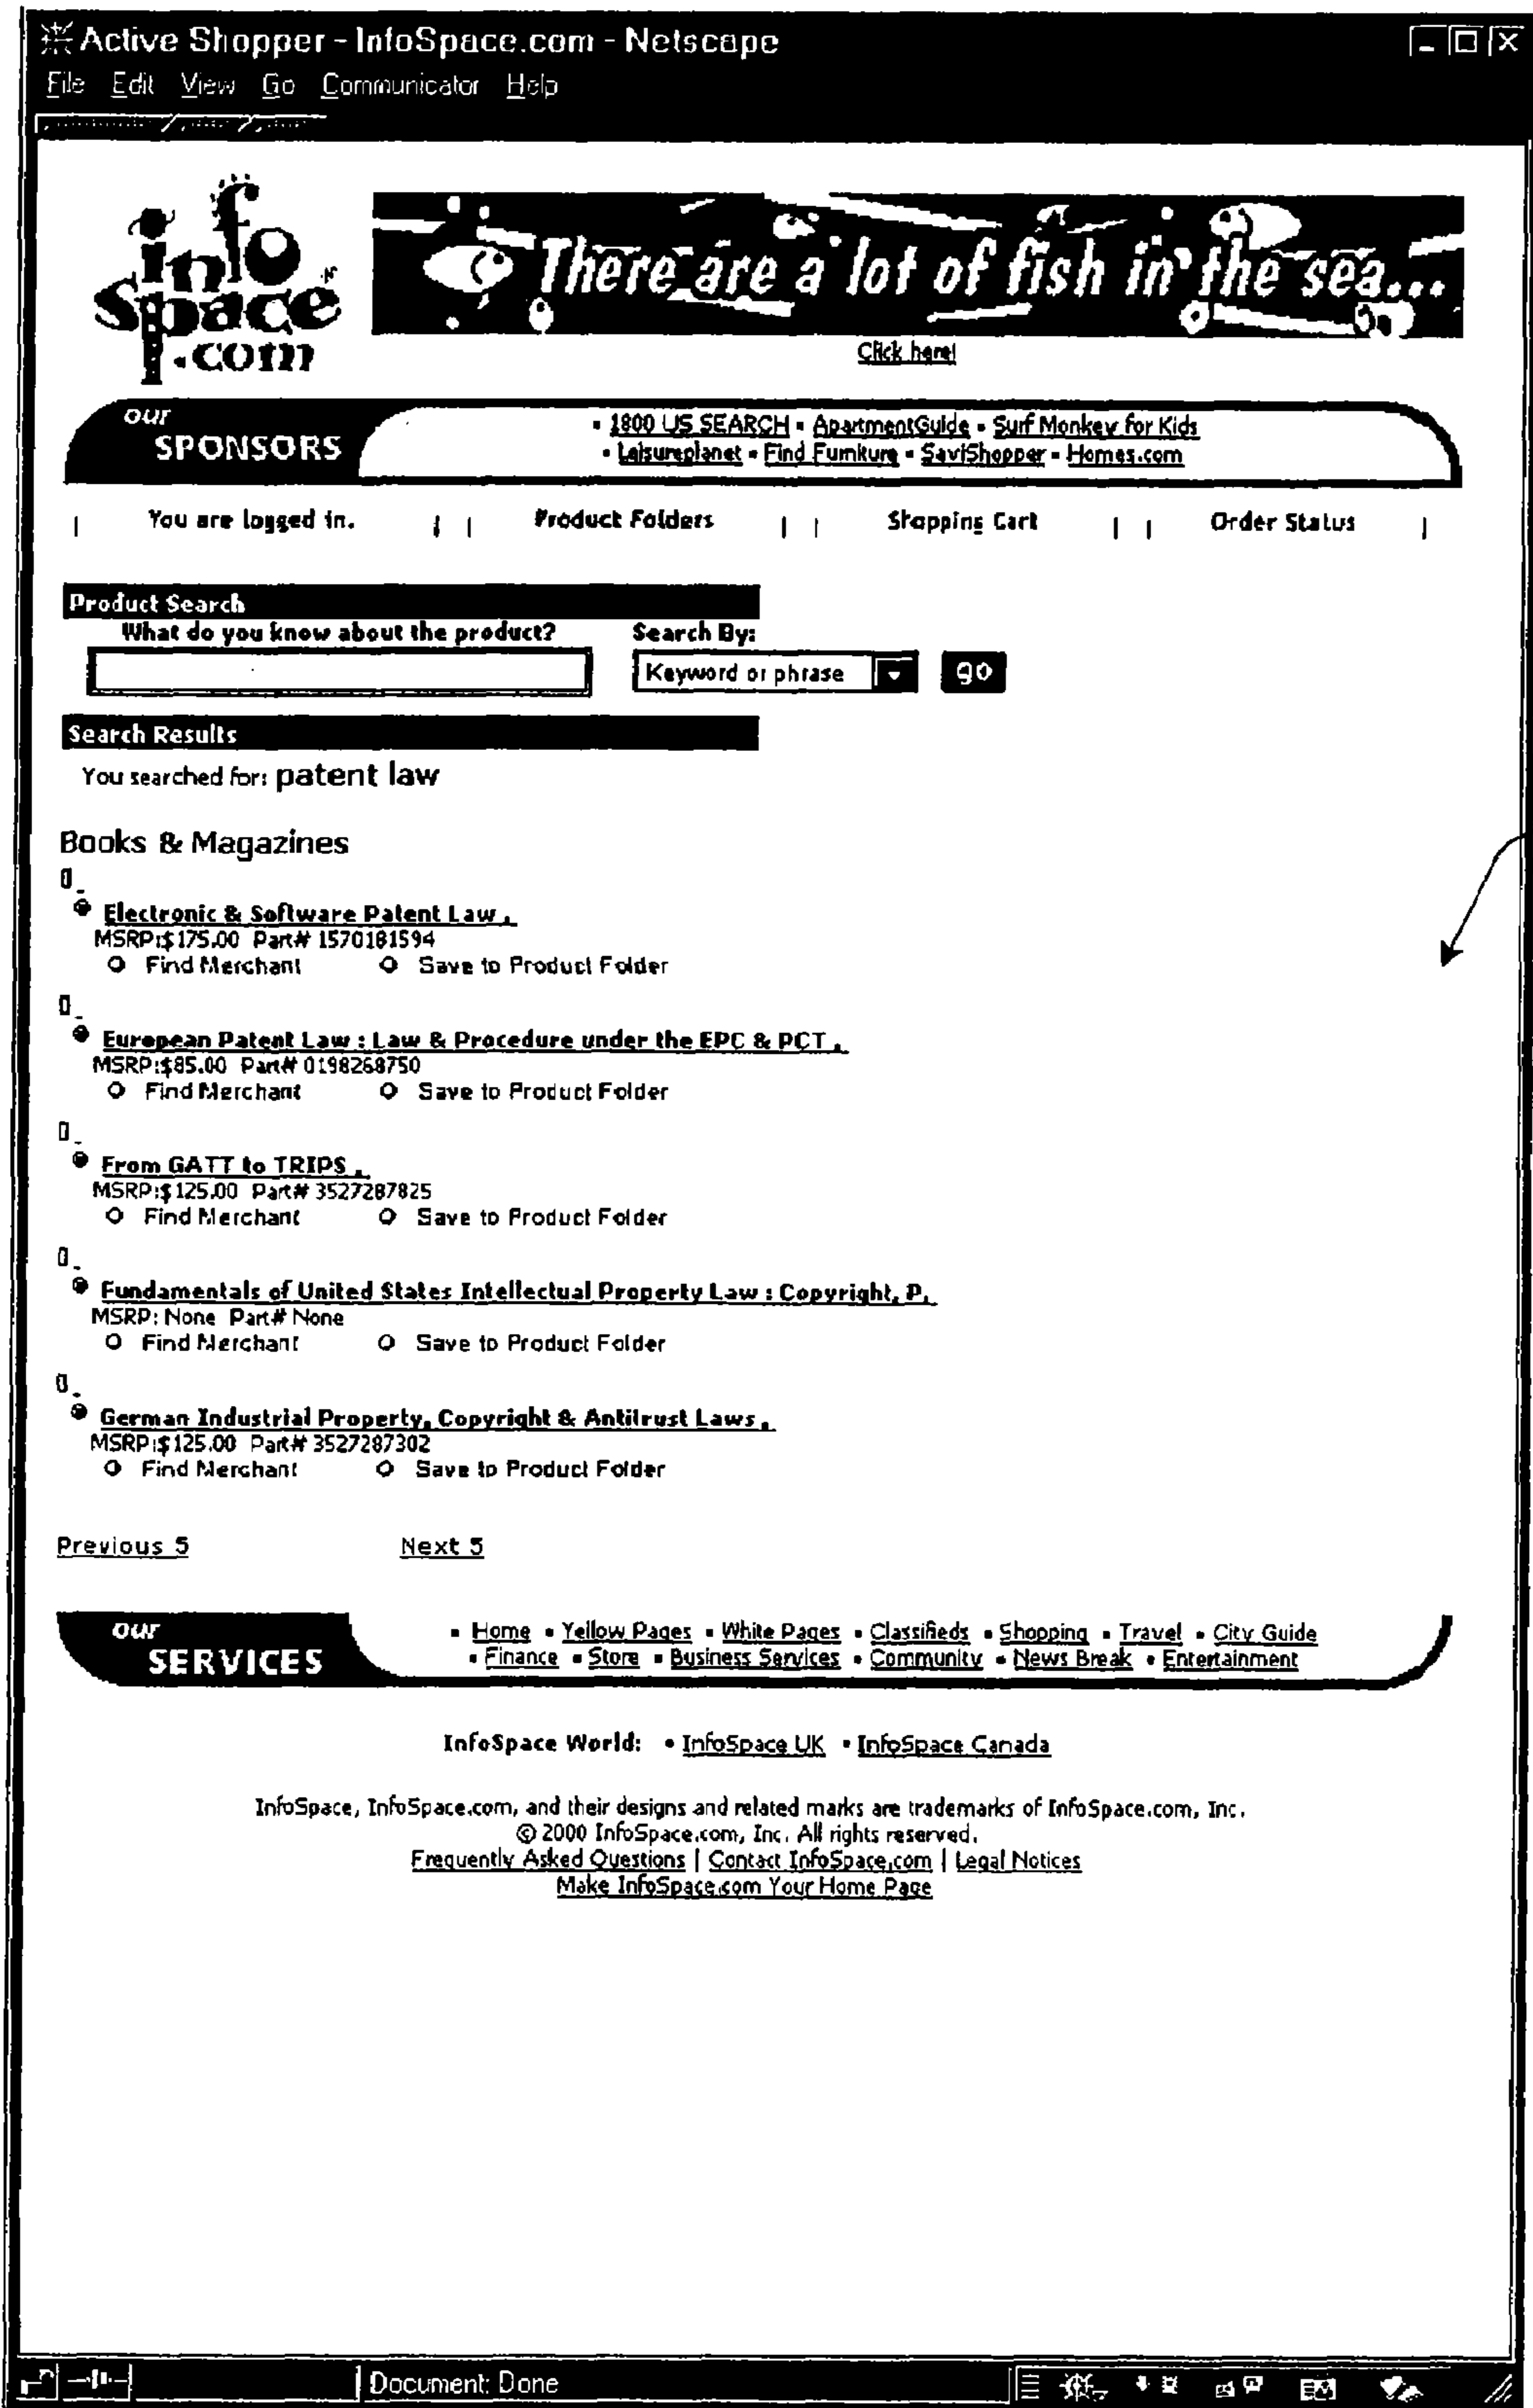 Active Shopper - InfoSpace.com - Netscape
File Edit View Go Communicator Help
info
space
.com
There are a lot of fish in the sea...
Click here!
our
SPONSORS
▪ 1800 US SEARCH ▪ ApartmentGuide ▪ Surf Monkey for Kids
▪ Leisureplanet ▪ Find Furniture ▪ SaviShopper ▪ Homes.com
| You are logged in. | | Product Folders | | Shopping Cart | | Order Status |
Product Search
What do you know about the product? Search By:
Keyword or phrase go
Search Results
You searched for: patent law
Books & Magazines
Electronic & Software Patent Law .
MSRP:$175.00 Part# 1570181594
Find Merchant Save to Product Folder
European Patent Law : Law & Procedure under the EPC & PCT .
MSRP:$85.00 Part# 0198268750
Find Merchant Save to Product Folder
From GATT to TRIPS .
MSRP:$125.00 Part# 3527287825
Find Merchant Save to Product Folder
Fundamentals of United States Intellectual Property Law : Copyright, P.
MSRP: None Part# None
Find Merchant Save to Product Folder
German Industrial Property, Copyright & Antitrust Laws .
MSRP:$125.00 Part# 3527287302
Find Merchant Save to Product Folder
Previous 5 Next 5
our
SERVICES
▪ Home ▪ Yellow Pages ▪ White Pages ▪ Classifieds ▪ Shopping ▪ Travel ▪ City Guide
▪ Finance ▪ Store ▪ Business Services ▪ Community ▪ News Break ▪ Entertainment
InfoSpace World: ▪ InfoSpace UK ▪ InfoSpace Canada
InfoSpace, InfoSpace.com, and their designs and related marks are trademarks of InfoSpace.com, Inc.
© 2000 InfoSpace.com, Inc. All rights reserved.
Frequently Asked Questions | Contact InfoSpace.com | Legal Notices
Make InfoSpace.com Your Home Page
Document: Done